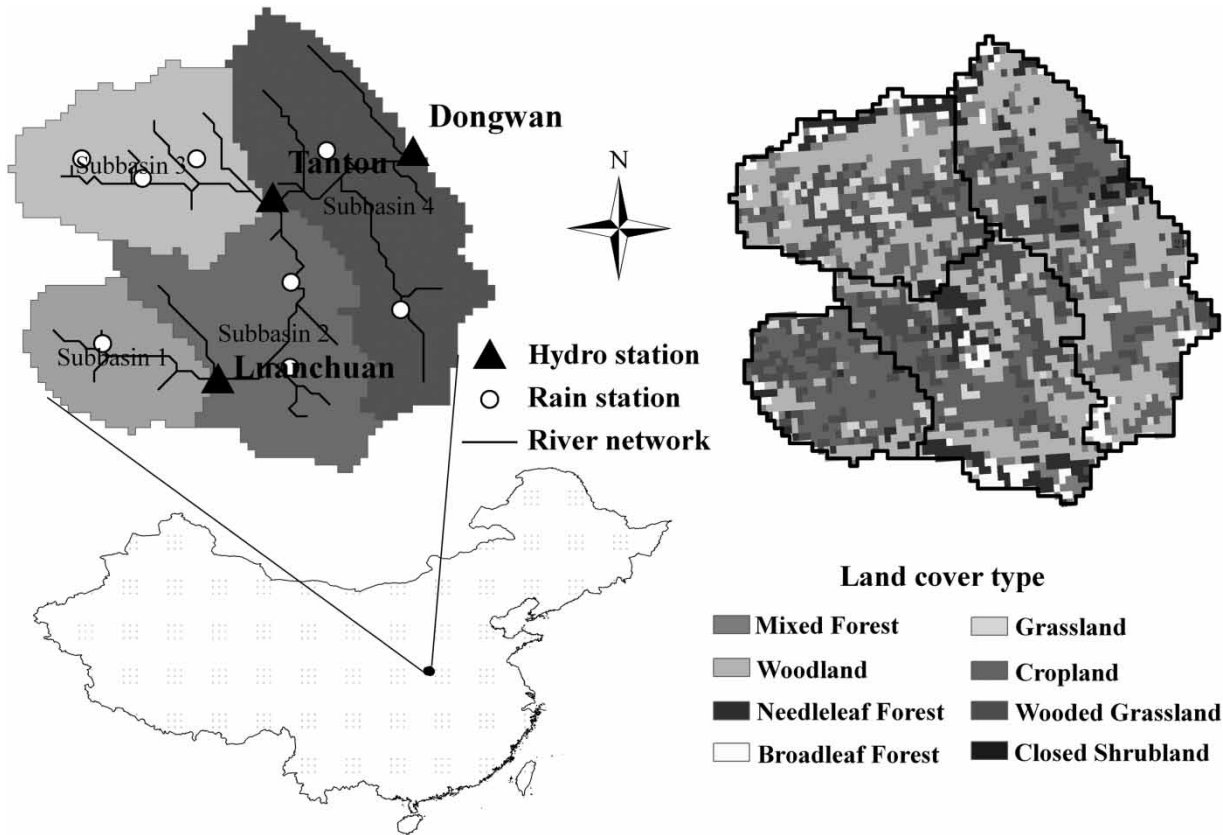 Dongwan
Tantou
Subbasin 3
Subbasin 4
N
Subbasin 2
Subbasin 1
Luanchuan
Hydro station
Rain station
River network
Land cover type
Mixed Forest
Grassland
Woodland
Cropland
Needleleaf Forest
Wooded Grassland
Broadleaf Forest
Closed Shrubland